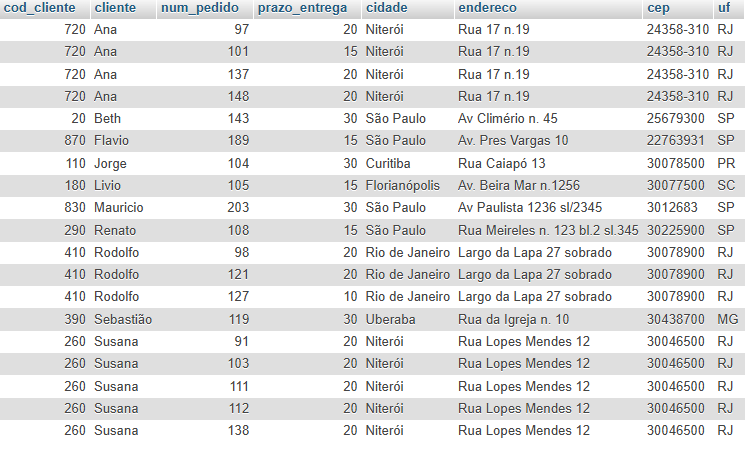 cod_cliente cliente num_pedido prazo_entrega cidade endereco cep uf
720 Ana 97 20 Niterói Rua 17 n.19 24358-310 RJ
720 Ana 101 15 Niterói Rua 17 n.19 24358-310 RJ
720 Ana 137 20 Niterói Rua 17 n.19 24358-310 RJ
720 Ana 148 20 Niterói Rua 17 n.19 24358-310 RJ
20 Beth 143 30 São Paulo Av Climério n. 45 25679300 SP
870 Flavio 189 15 São Paulo Av. Pres Vargas 10 22763931 SP
110 Jorge 104 30 Curitiba Rua Caiapó 13 30078500 PR
180 Livio 105 15 Florianópolis Av. Beira Mar n.1256 30077500 SC
830 Mauricio 203 30 São Paulo Av Paulista 1236 sl/2345 3012683 SP
290 Renato 108 15 São Paulo Rua Meireles n. 123 bl.2 sl.345 30225900 SP
410 Rodolfo 98 20 Rio de Janeiro Largo da Lapa 27 sobrado 30078900 RJ
410 Rodolfo 121 20 Rio de Janeiro Largo da Lapa 27 sobrado 30078900 RJ
410 Rodolfo 127 10 Rio de Janeiro Largo da Lapa 27 sobrado 30078900 RJ
390 Sebastião 119 30 Uberaba Rua da Igreja n. 10 30438700 MG
260 Susana 91 20 Niterói Rua Lopes Mendes 12 30046500 RJ
260 Susana 103 20 Niterói Rua Lopes Mendes 12 30046500 RJ
260 Susana 111 20 Niterói Rua Lopes Mendes 12 30046500 RJ
260 Susana 112 20 Niterói Rua Lopes Mendes 12 30046500 RJ
260 Susana 138 20 Niterói Rua Lopes Mendes 12 30046500 RJ